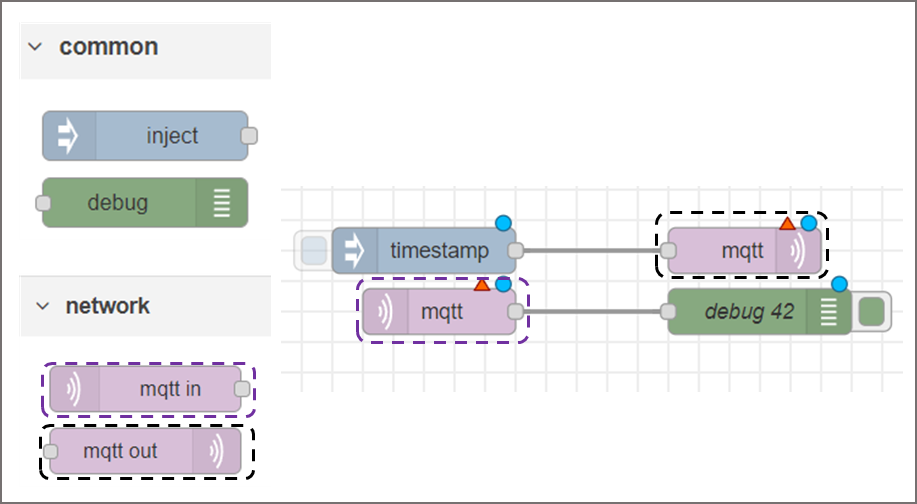 common
inject
debug
network
mqtt in
mqtt out
timestamp
mqtt
mqtt
debug 42